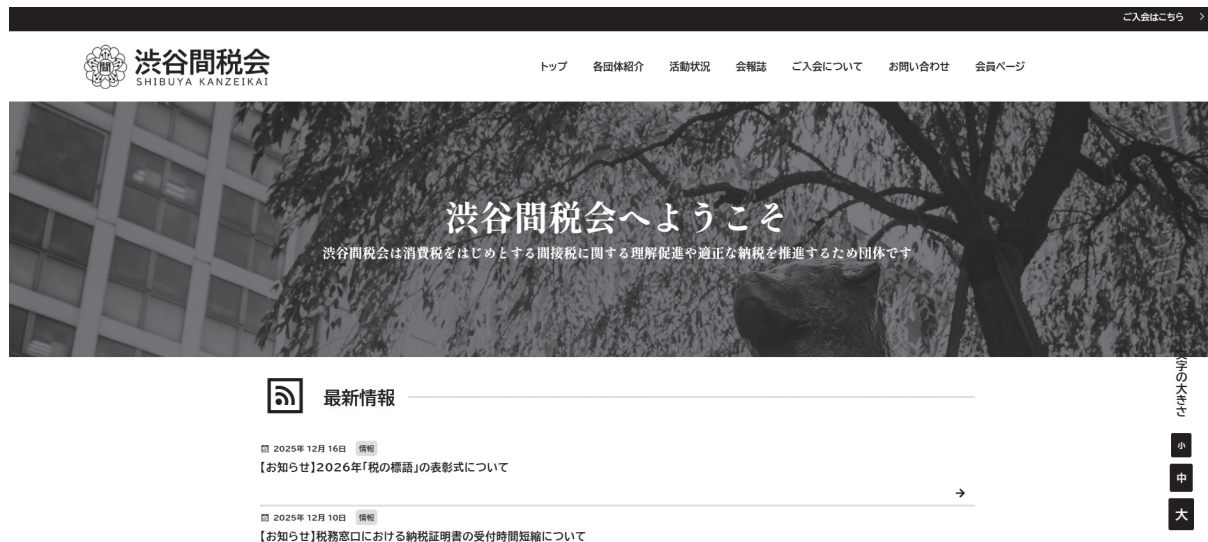 ご入会はこちら
渋谷間税会
SHIBUYA KANZEIKAI
トップ 各団体紹介 活動状況 会報誌 ご入会について お問い合わせ 会員ページ
渋谷間税会へようこそ
渋谷間税会は消費税をはじめとする間接税に関する理解促進や適正な納税を推進するため団体です
最新情報
2025年12月16日 情報
【お知らせ】2026年「税の標語」の表彰式について
2025年12月10日 情報
【お知らせ】税務窓口における納税証明書の受付時間短縮について
文字の大きさ
小
中
大